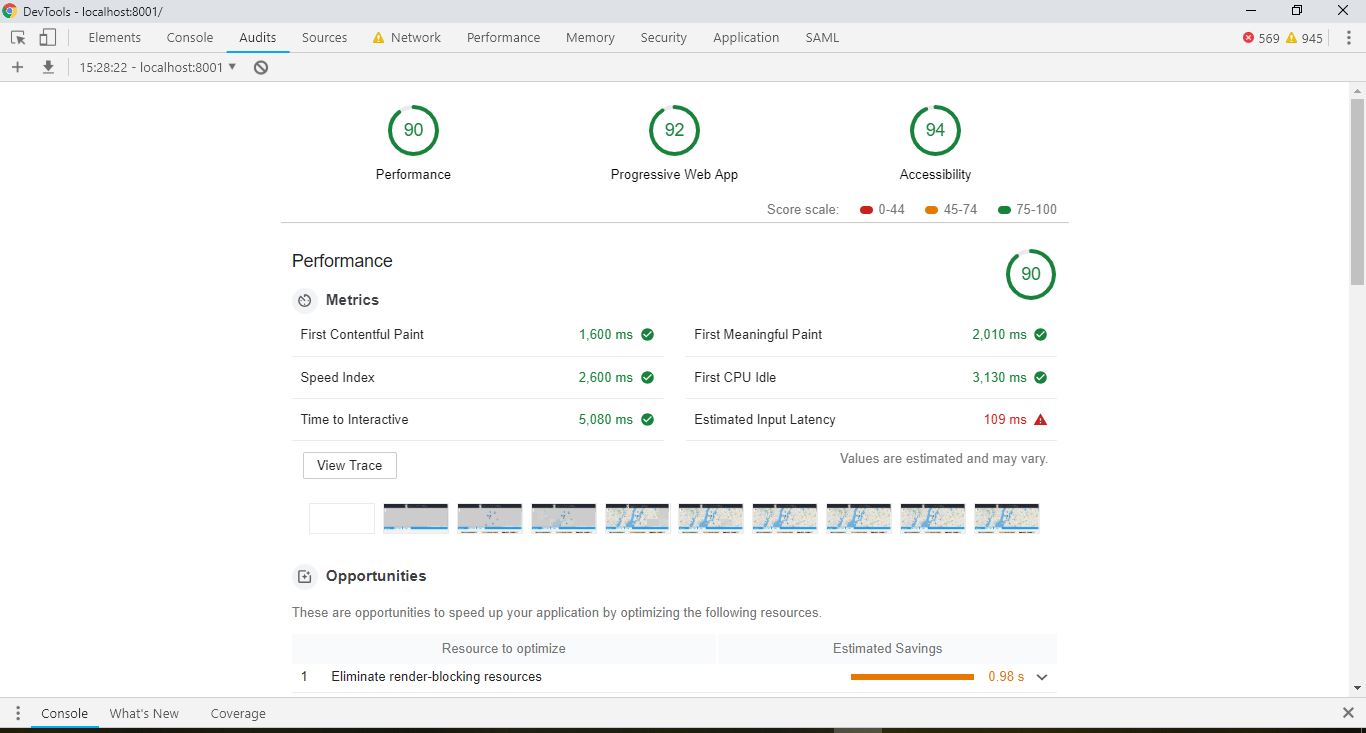 DevTools - localhost:8001/
Elements Console Audits Sources Network Performance Memory Security Application SAML 569 945
15:28:22 - localhost:8001
90 92 94
Performance Progressive Web App Accessibility
Score scale: 0-44 45-74 75-100
Performance 90
Metrics
First Contentful Paint 1,600 ms First Meaningful Paint 2,010 ms
Speed Index 2,600 ms First CPU Idle 3,130 ms
Time to Interactive 5,080 ms Estimated Input Latency 109 ms
View Trace Values are estimated and may vary.
Opportunities
These are opportunities to speed up your application by optimizing the following resources.
Resource to optimize Estimated Savings
1 Eliminate render-blocking resources 0.98 s
Console What's New Coverage